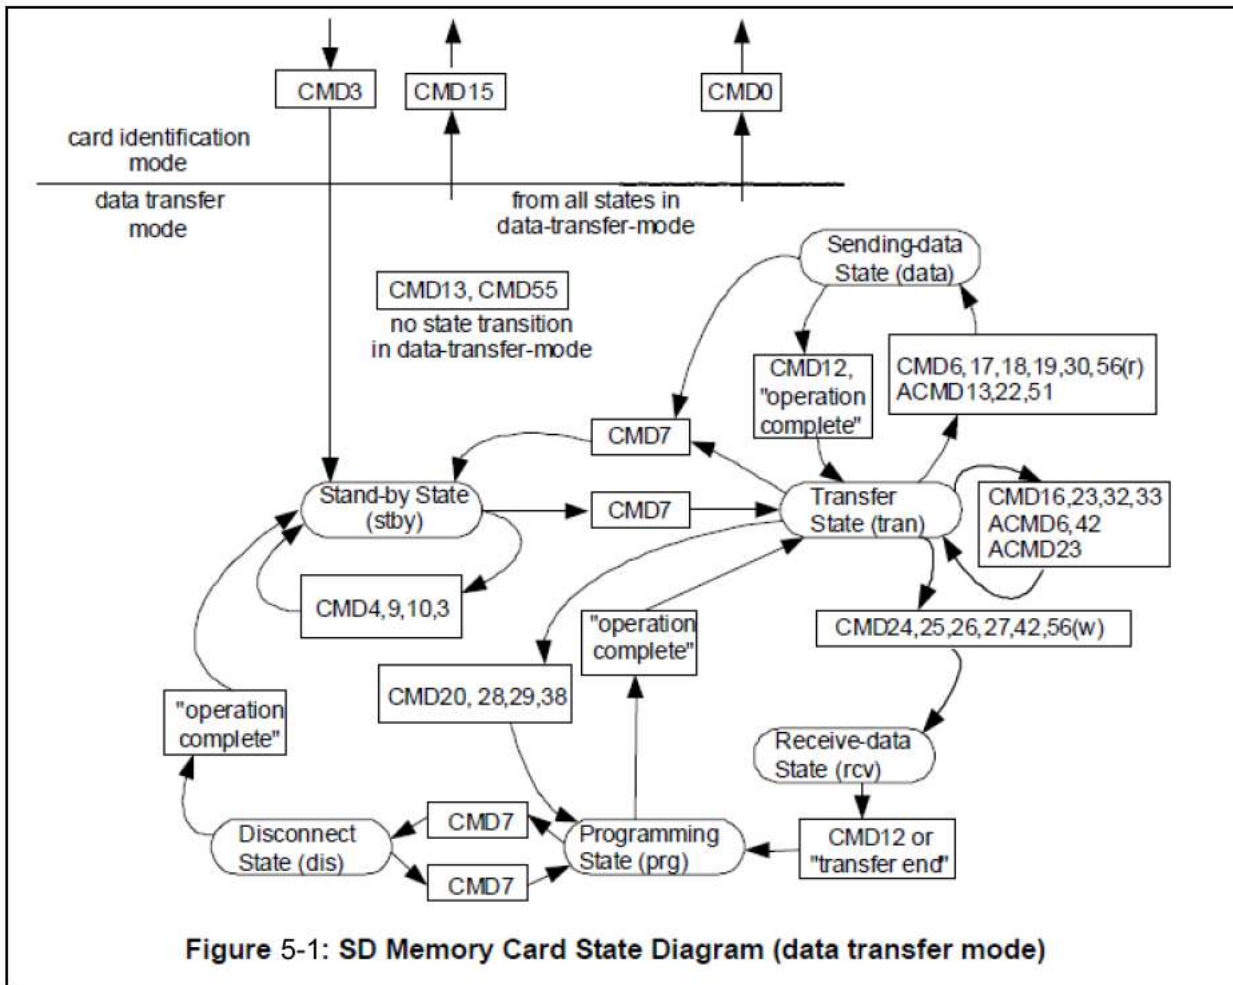 CMD3
CMD15
CMD0
card identification
mode
data transfer
mode
from all states in
data-transfer-mode
Sending-data
State (data)
CMD13, CMD55
no state transition
in data-transfer-mode
CMD12,
"operation
complete"
CMD6,17,18,19,30,56(r)
ACMD13,22,51
CMD7
Stand-by State
(stby)
CMD7
Transfer
State (tran)
CMD16,23,32,33
ACMD6,42
ACMD23
CMD4,9,10,3
"operation
complete"
CMD24,25,26,27,42,56(w)
CMD20, 28,29,38
"operation
complete"
Receive-data
State (rcv)
Disconnect
State (dis)
CMD7
CMD7
Programming
State (prg)
CMD12 or
"transfer end"
Figure 5-1: SD Memory Card State Diagram (data transfer mode)